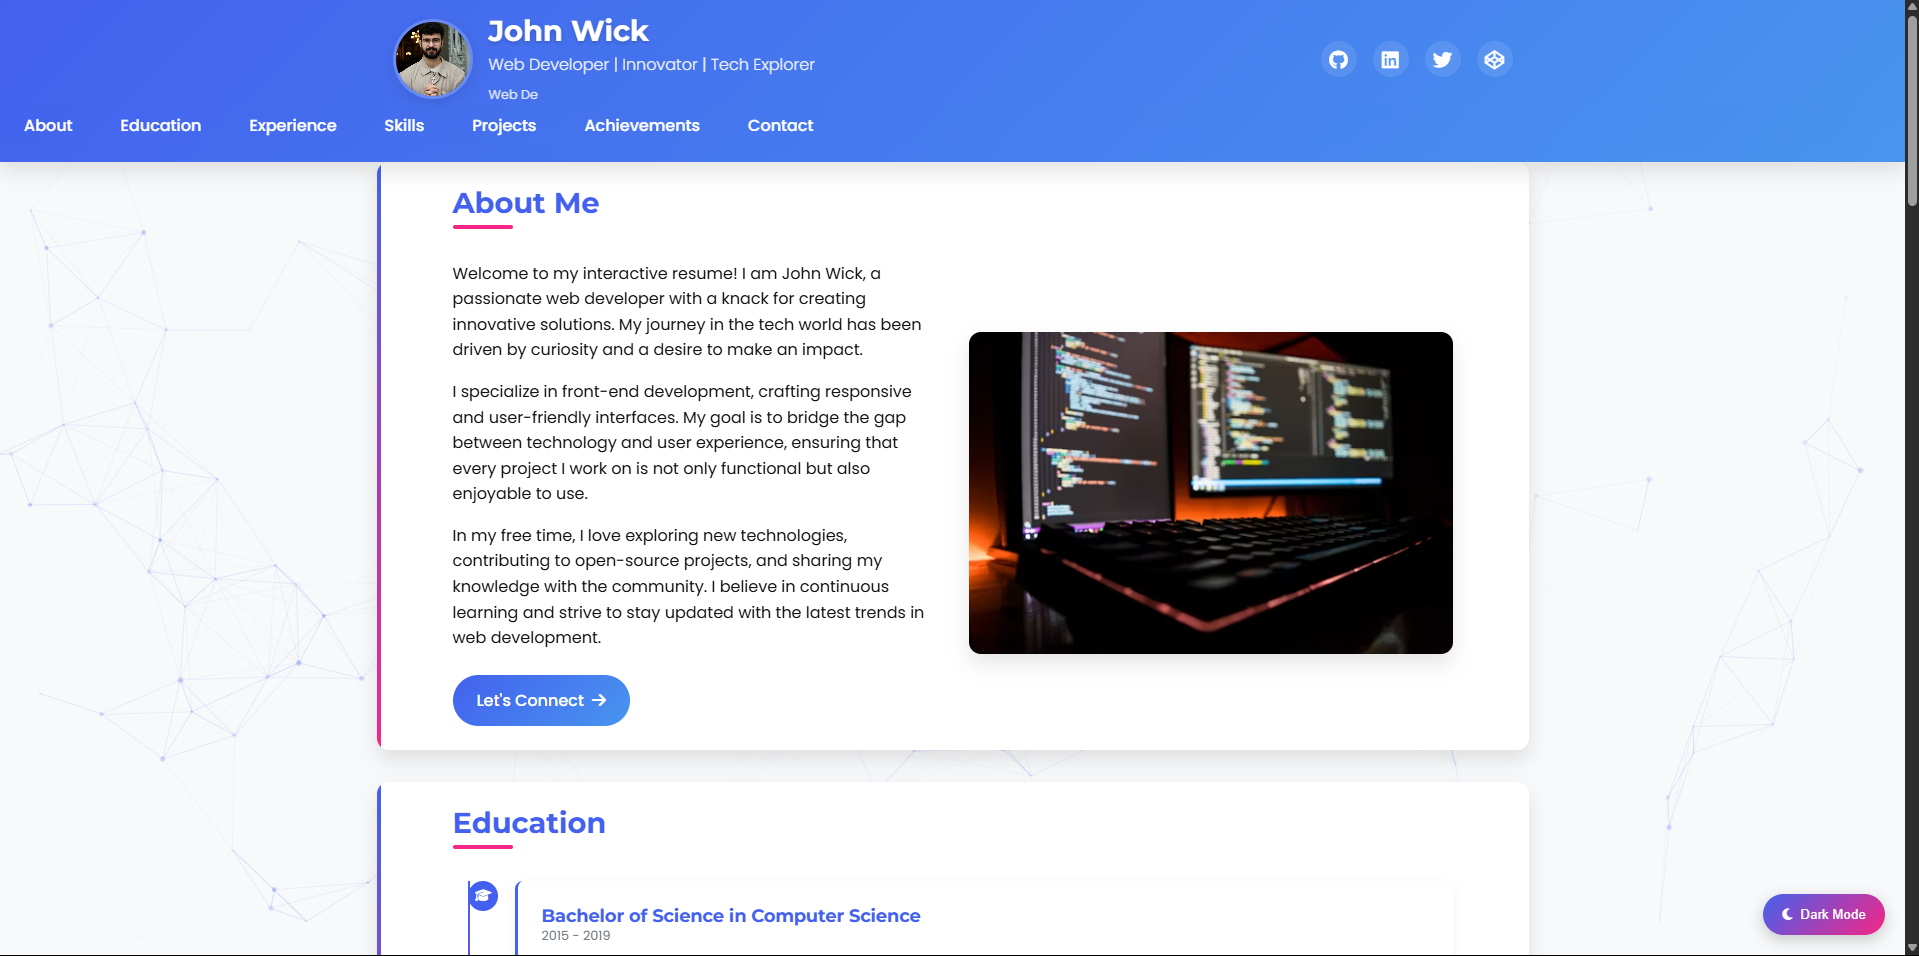 John Wick
Web Developer | Innovator | Tech Explorer
Web De
About
Education
Experience
Skills
Projects
Achievements
Contact
About Me
Welcome to my interactive resume! I am John Wick, a
passionate web developer with a knack for creating
innovative solutions. My journey in the tech world has been
driven by curiosity and a desire to make an impact.
I specialize in front-end development, crafting responsive
and user-friendly interfaces. My goal is to bridge the gap
between technology and user experience, ensuring that
every project I work on is not only functional but also
enjoyable to use.
In my free time, I love exploring new technologies,
contributing to open-source projects, and sharing my
knowledge with the community. I believe in continuous
learning and strive to stay updated with the latest trends in
web development.
Let's Connect
Education
Bachelor of Science in Computer Science
2015 - 2019
Dark Mode